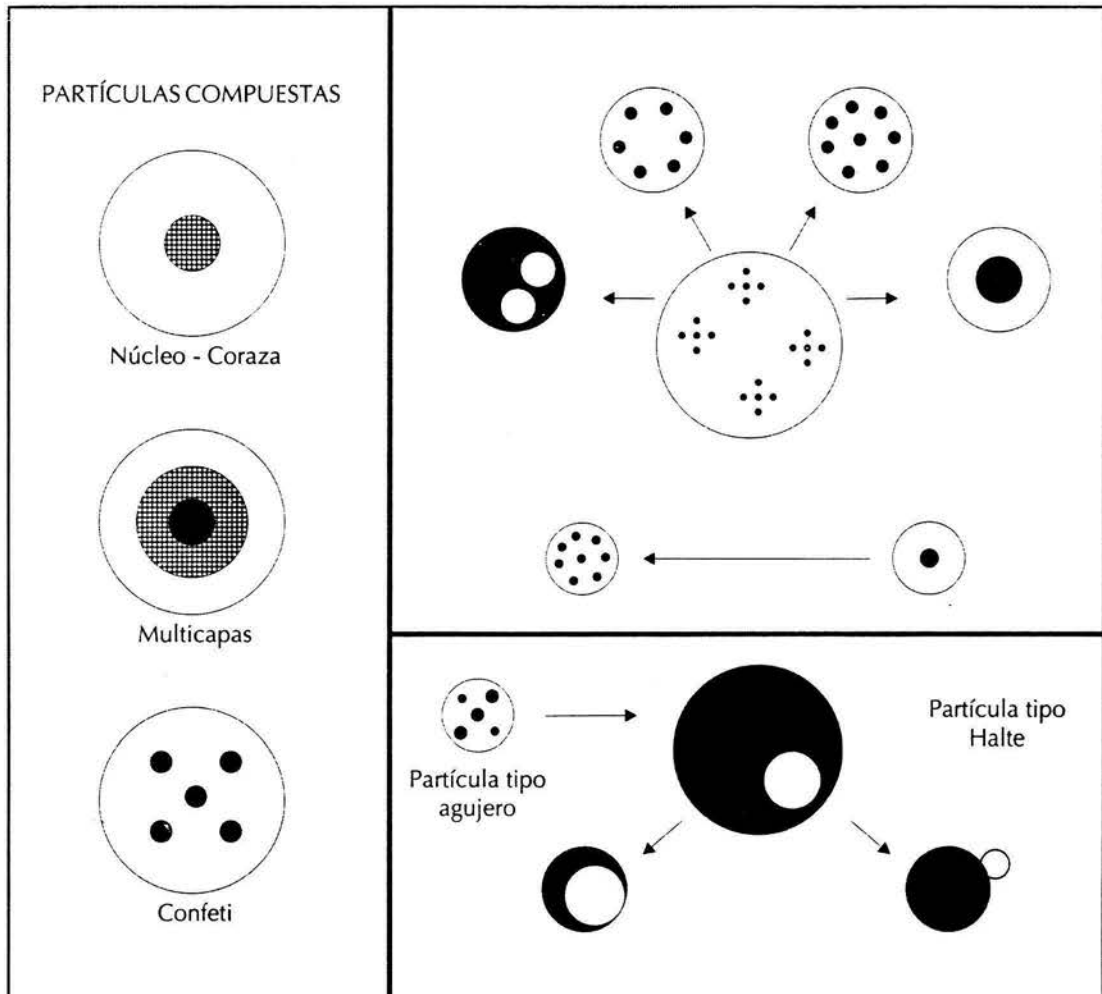 PARTÍCULAS COMPUESTAS
Núcleo - Coraza
Multicapas
Confeti
Partícula tipo
agujero
Partícula tipo
Halte